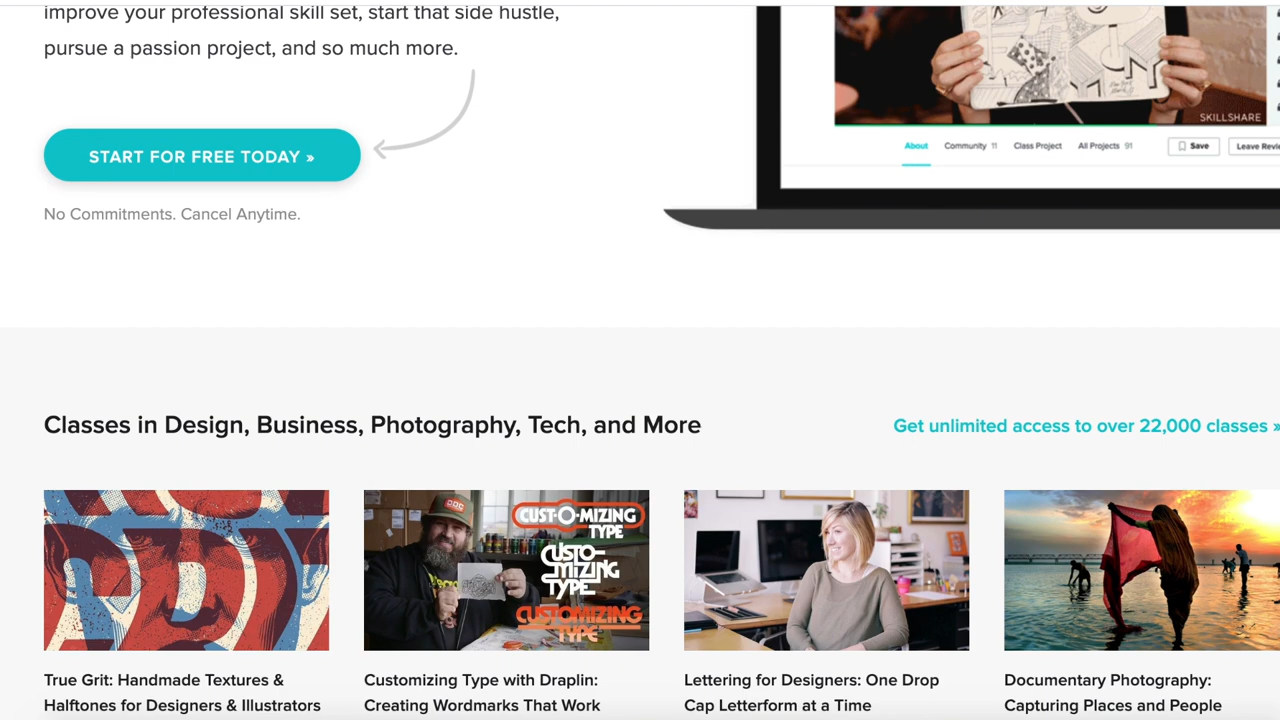 improve your professional skill set, start that side hustle,
pursue a passion project, and so much more.
START FOR FREE TODAY »
No Commitments. Cancel Anytime.
SKILLSHARE
About Community 11 Class Project All Projects 91 Save Leave Revi
Classes in Design, Business, Photography, Tech, and More
Get unlimited access to over 22,000 classes »
CUST-O-MIZING
TYPE
CUSTO-
MIZING
TYPE
CUSTOMIZING
TYPE
True Grit: Handmade Textures &
Halftones for Designers & Illustrators
Customizing Type with Draplin:
Creating Wordmarks That Work
Lettering for Designers: One Drop
Cap Letterform at a Time
Documentary Photography:
Capturing Places and People